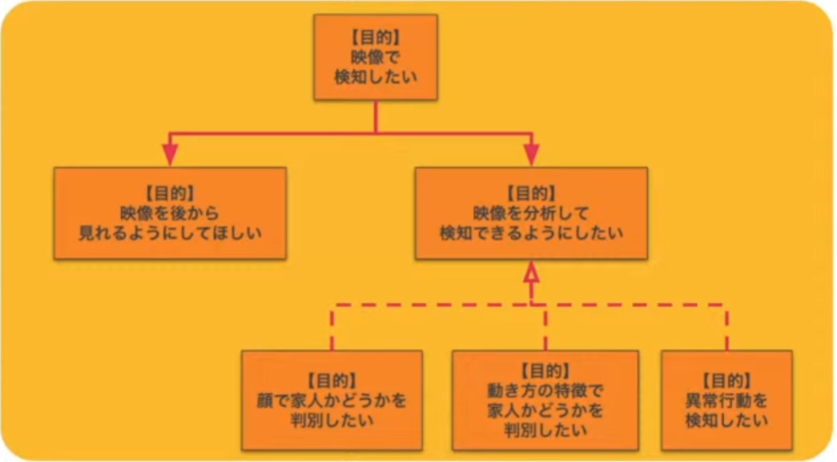 【目的】
映像で
検知したい
【目的】
映像を後から
見れるようにしてほしい
【目的】
映像を分析して
検知できるようにしたい
【目的】
顔で家人かどうかを
判別したい
【目的】
動き方の特徴で
家人かどうかを
判別したい
【目的】
異常行動を
検知したい